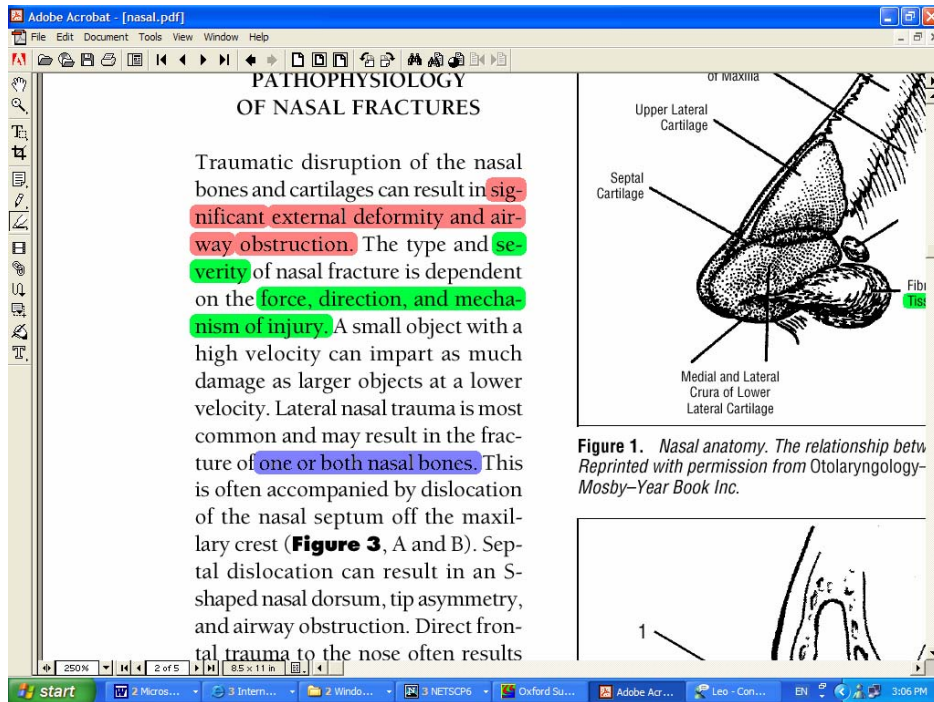 Adobe Acrobat - [nasal.pdf]
File Edit Document Tools View Window Help
PATHOPHYSIOLOGY
OF NASAL FRACTURES
Traumatic disruption of the nasal
bones and cartilages can result in sig-
nificant external deformity and air-
way obstruction. The type and se-
verity of nasal fracture is dependent
on the force, direction, and mecha-
nism of injury. A small object with a
high velocity can impart as much
damage as larger objects at a lower
velocity. Lateral nasal trauma is most
common and may result in the frac-
ture of one or both nasal bones. This
is often accompanied by dislocation
of the nasal septum off the maxil-
lary crest (Figure 3, A and B). Sep-
tal dislocation can result in an S-
shaped nasal dorsum, tip asymmetry,
and airway obstruction. Direct fron-
tal trauma to the nose often results
of Maxilla
Upper Lateral
Cartilage
Septal
Cartilage
Medial and Lateral
Crura of Lower
Lateral Cartilage
Figure 1. Nasal anatomy. The relationship
Reprinted with permission from Otolaryngology–
Mosby–Year Book Inc.
1
250% 2 of 5 8.5 x 11 in
start 2 Micros... 3 Intern... 2 Windo... 3 NETSCP6 Oxford Su... Adobe Acr... Leo - Con... EN 3:06 PM